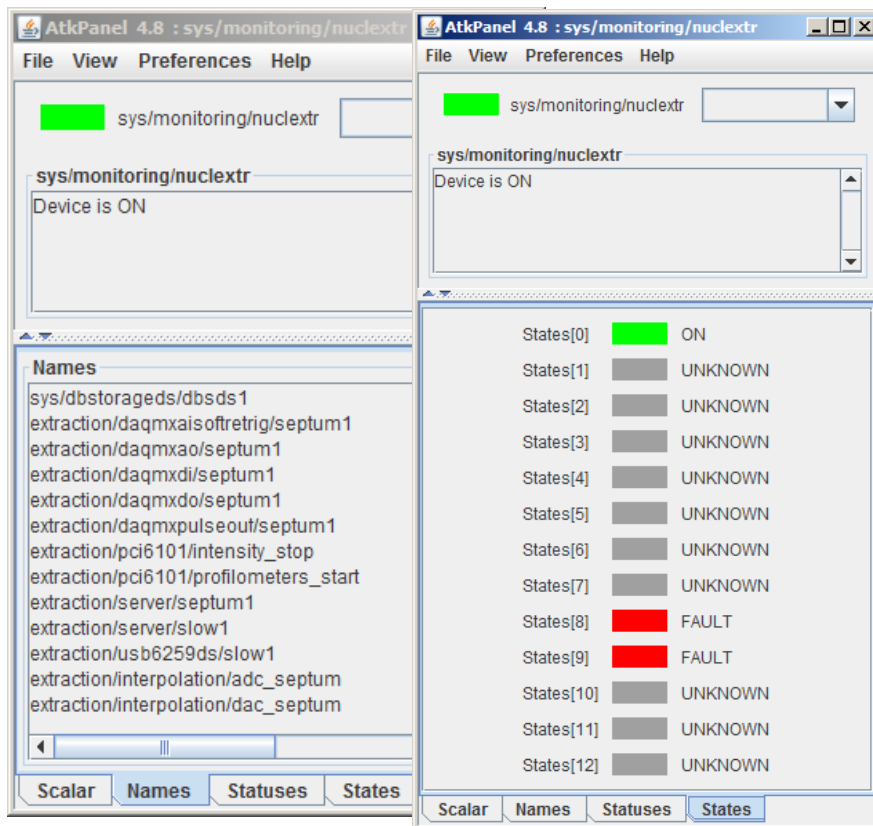 AtkPanel 4.8 : sys/monitoring/nuclextr
File View Preferences Help
sys/monitoring/nuclextr
sys/monitoring/nuclextr
Device is ON
Names
sys/dbstorageds/dbsds1
extraction/daqmxaisoftretrig/septum1
extraction/daqmxao/septum1
extraction/daqmxdi/septum1
extraction/daqmxdo/septum1
extraction/daqmxpulseout/septum1
extraction/pci6101/intensity_stop
extraction/pci6101/profilometers_start
extraction/server/septum1
extraction/server/slow1
extraction/usb6259ds/slow1
extraction/interpolation/adc_septum
extraction/interpolation/dac_septum
Scalar Names Statuses States
AtkPanel 4.8 : sys/monitoring/nuclextr
File View Preferences Help
sys/monitoring/nuclextr
sys/monitoring/nuclextr
Device is ON
States[0] ON
States[1] UNKNOWN
States[2] UNKNOWN
States[3] UNKNOWN
States[4] UNKNOWN
States[5] UNKNOWN
States[6] UNKNOWN
States[7] UNKNOWN
States[8] FAULT
States[9] FAULT
States[10] UNKNOWN
States[11] UNKNOWN
States[12] UNKNOWN
Scalar Names Statuses States